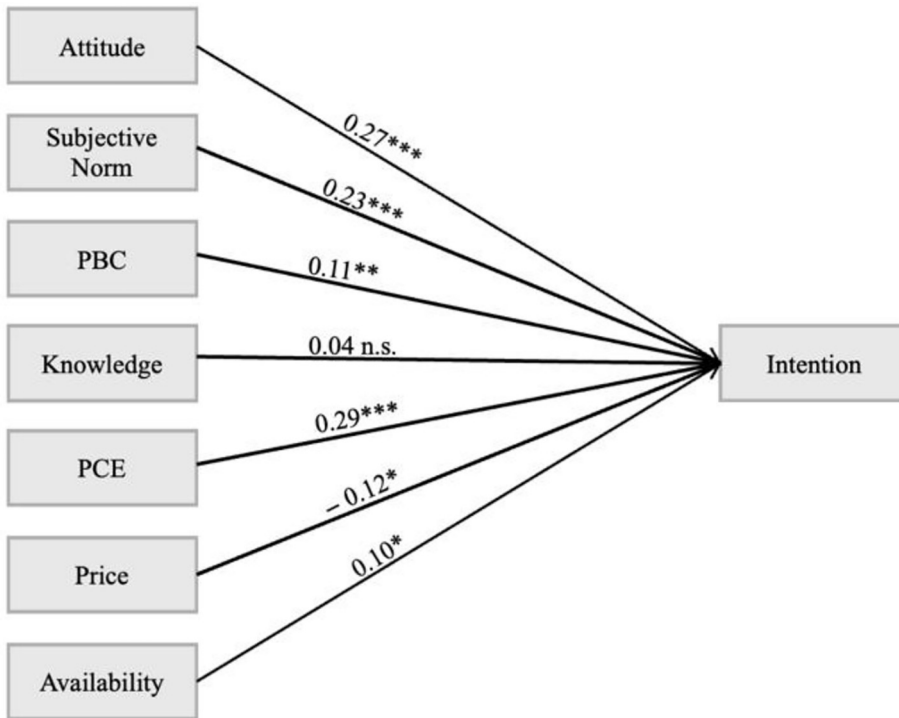 Attitude
0.27***
Subjective
Norm
0.23***
PBC
0.11**
Knowledge
0.04 n.s.
Intention
PCE
0.29***
Price
– 0.12*
Availability
0.10*